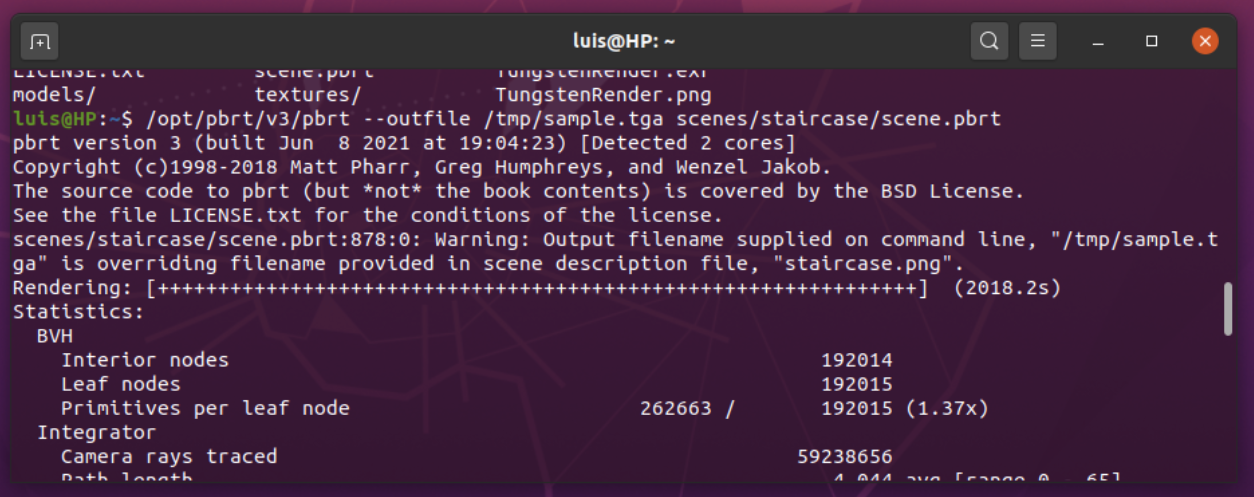 luis@HP: ~
LICENSE.txt scene.pbrt TungstenRender.exr
models/ textures/ TungstenRender.png
luis@HP:~$ /opt/pbrt/v3/pbrt --outfile /tmp/sample.tga scenes/staircase/scene.pbrt
pbrt version 3 (built Jun  8 2021 at 19:04:23) [Detected 2 cores]
Copyright (c)1998-2018 Matt Pharr, Greg Humphreys, and Wenzel Jakob.
The source code to pbrt (but *not* the book contents) is covered by the BSD License.
See the file LICENSE.txt for the conditions of the license.
scenes/staircase/scene.pbrt:878:0: Warning: Output filename supplied on command line, "/tmp/sample.t
ga" is overriding filename provided in scene description file, "staircase.png".
Rendering: [+++++++++++++++++++++++++++++++++++++++++++++++++++++++++++++++]  (2018.2s)
Statistics:
BVH
Interior nodes 192014
Leaf nodes 192015
Primitives per leaf node 262663 / 192015 (1.37x)
Integrator
Camera rays traced 59238656
Path length 4.044 avg [range 0 - 65]